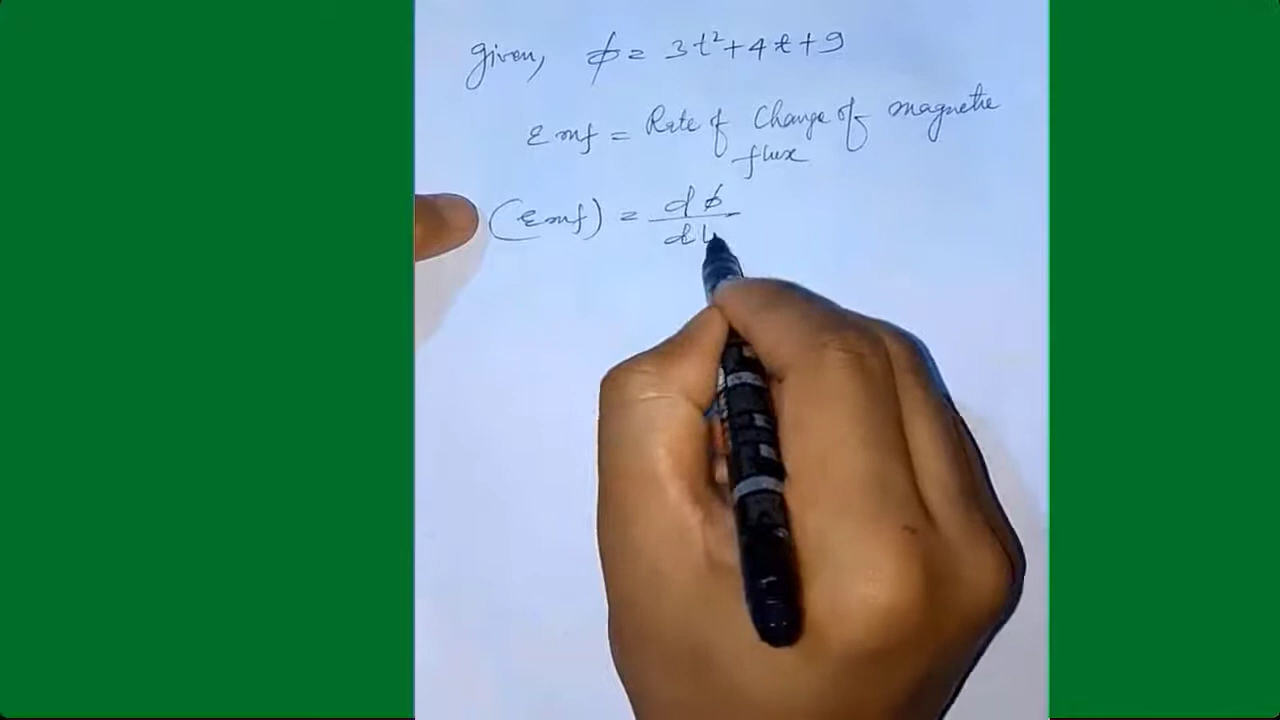 Given, φ = 3t²+4t+9
Emf = Rate of Change of magnetic
flux
(Emf) = dφ/dt